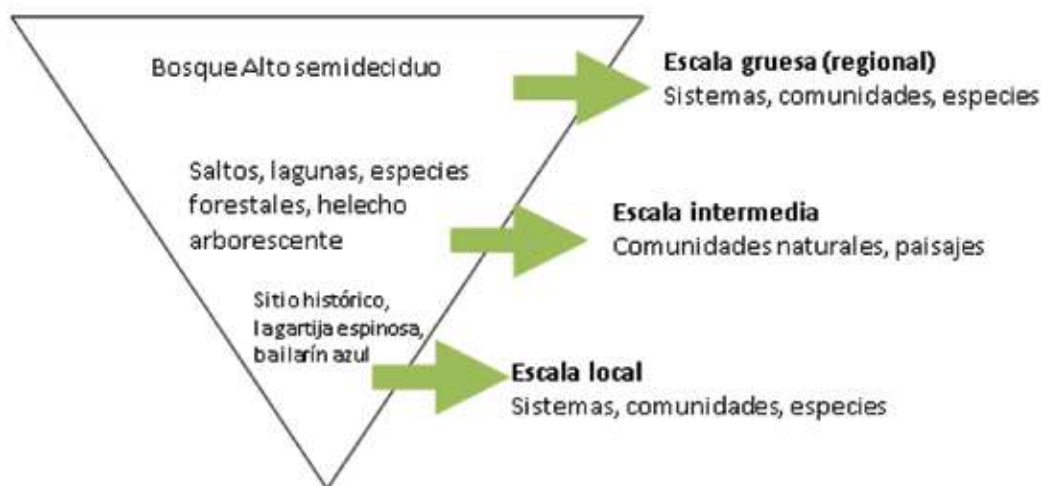 Bosque Alto semideciduo
Escala gruesa (regional)
Sistemas, comunidades, especies
Saltos, lagunas, especies
forestales, helecho
arborescente
Escala intermedia
Comunidades naturales, paisajes
Sitio histórico,
lagartija espinosa,
bailarín azul
Escala local
Sistemas, comunidades, especies